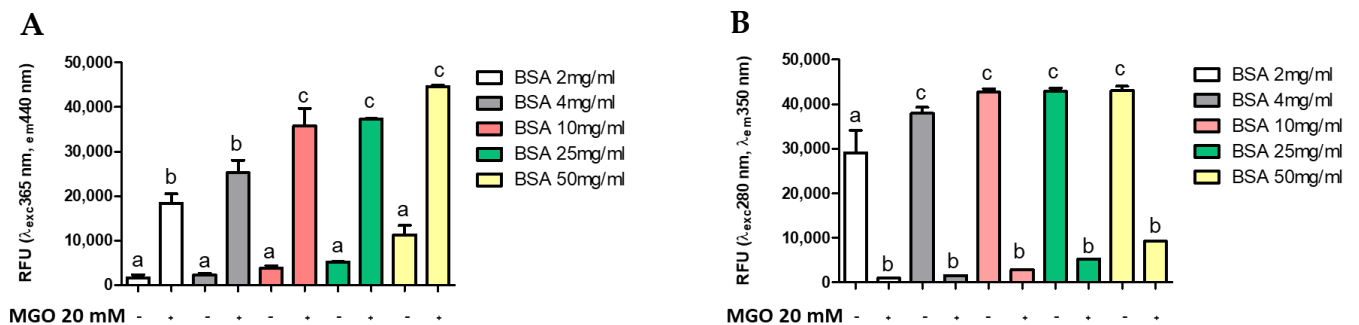 A
RFU (λexc365 nm, em440 nm)
50,000
40,000
30,000
20,000
10,000
0
a b a b a c a c a c
MGO 20 mM - + - + - + - + - +
BSA 2mg/ml
BSA 4mg/ml
BSA 10mg/ml
BSA 25mg/ml
BSA 50mg/ml
B
RFU (λexc280 nm, λem350 nm)
50,000
40,000
30,000
20,000
10,000
0
a b c b c b c b c b
MGO 20 mM - + - + - + - + - +
BSA 2mg/ml
BSA 4mg/ml
BSA 10mg/ml
BSA 25mg/ml
BSA 50mg/ml